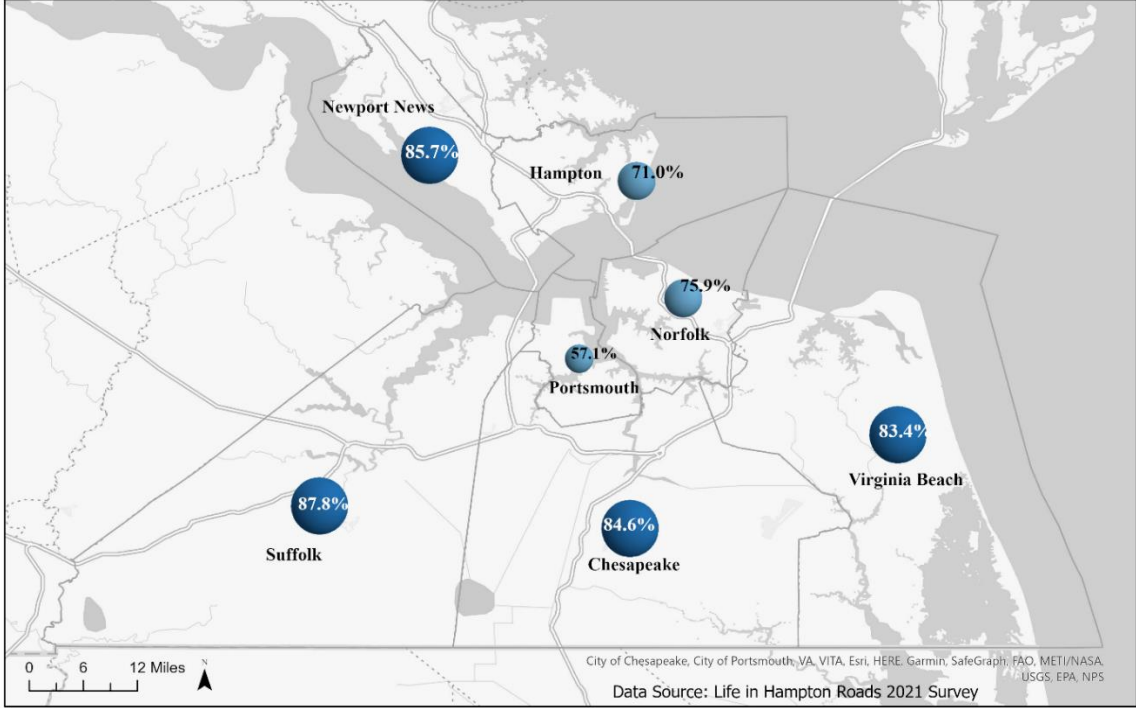 Newport News
85.7%
Hampton
71.0%
75.9%
Norfolk
57.1%
Portsmouth
83.4%
Virginia Beach
87.8%
Suffolk
84.6%
Chesapeake
0 6 12 Miles
N
City of Chesapeake, City of Portsmouth, VA, VITA, Esri, HERE, Garmin, SafeGraph, FAO, METI/NASA,
USGS, EPA, NPS
Data Source: Life in Hampton Roads 2021 Survey